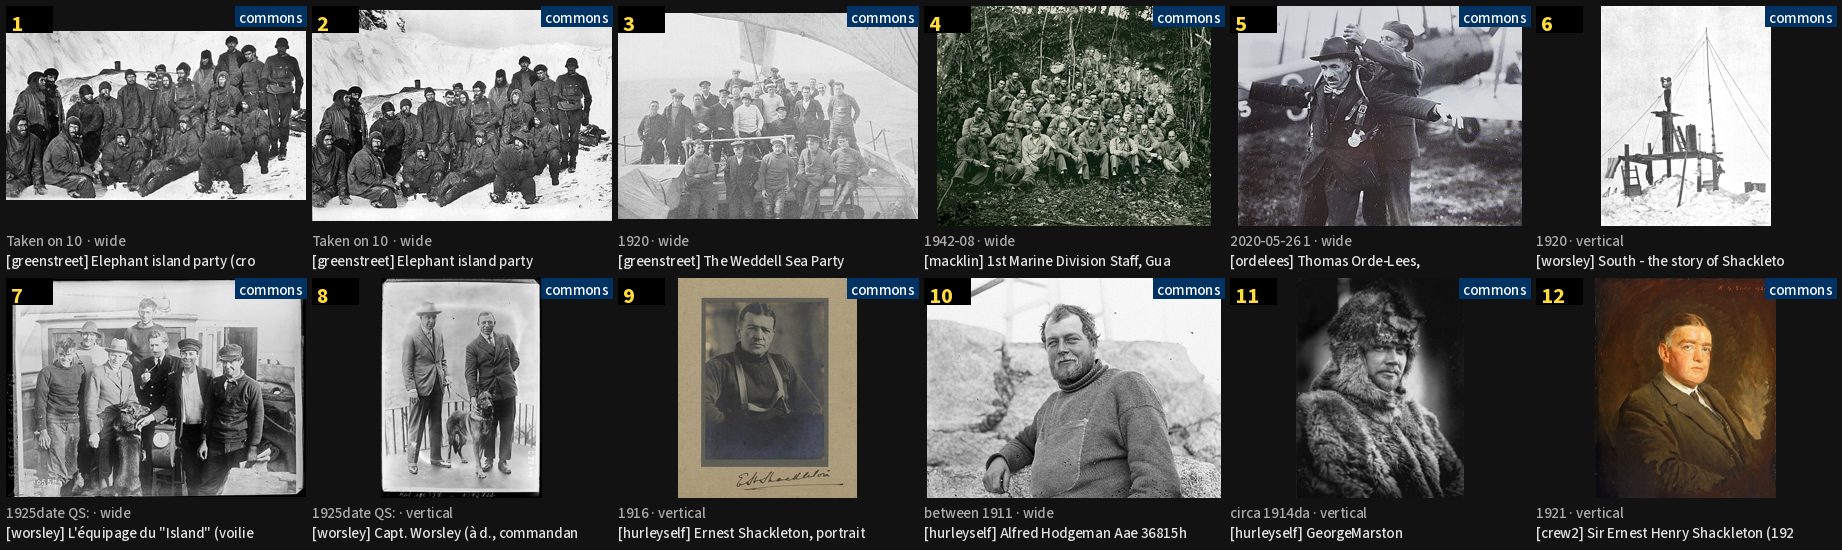 1
commons
Taken on 10 · wide
[greenstreet] Elephant island party (cro
2
commons
Taken on 10 · wide
[greenstreet] Elephant island party
3
commons
1920 · wide
[greenstreet] The Weddell Sea Party
4
commons
1942-08 · wide
[macklin] 1st Marine Division Staff, Gua
5
commons
2020-05-26 1 · wide
[ordelees] Thomas Orde-Lees,
6
commons
1920 · vertical
[worsley] South - the story of Shackleto
7
commons
1925date QS: · wide
[worsley] L'équipage du "Island" (voilie
8
commons
1925date QS: · vertical
[worsley] Capt. Worsley (à d., commandan
9
commons
EHShackleton
1916 · vertical
[hurleyself] Ernest Shackleton, portrait
10
commons
between 1911 · wide
[hurleyself] Alfred Hodgeman Aae 36815h
11
commons
circa 1914da · vertical
[hurleyself] GeorgeMarston
12
commons
1921 · vertical
[crew2] Sir Ernest Henry Shackleton (192